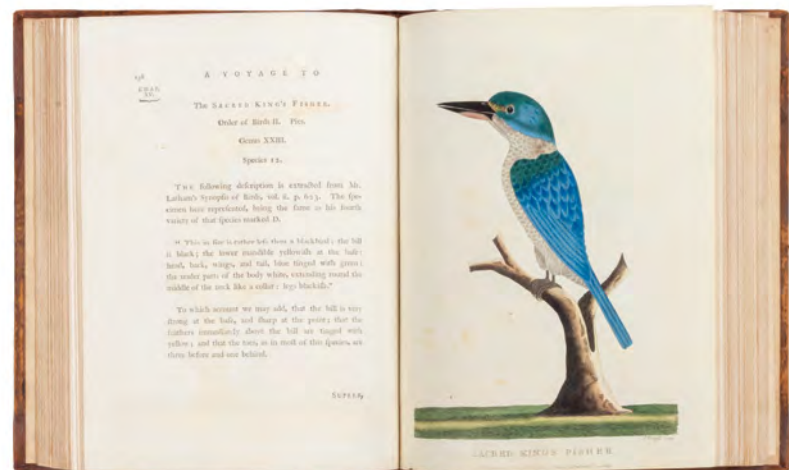 A VOYAGE TO
156
CHAP. XV.
The SACRED KING'S FISHER.
Order of Birds II. Pies.
Genus XXIII.
Species 12.
THE following description is extracted from Mr.
Latham's Synopsis of Birds, vol. ii. p. 623. The spe-
cimen here represented, being the same as his fourth
variety of that species marked D.
"This in size is rather less than a blackbird: the bill
is black; the lower mandible yellowish at the base:
head, back, wings, and tail, blue tinged with green;
the under parts of the body white, extending round the
middle of the neck like a collar: legs blackish."
To which account we may add, that the bill is very
strong at the base, and sharp at the point; that the
feathers immediately about the bill are tinged with
yellow; and that the toes, as in most of this species, are
three before and one behind.
SUPERB,
SACRED KING'S FISHER.